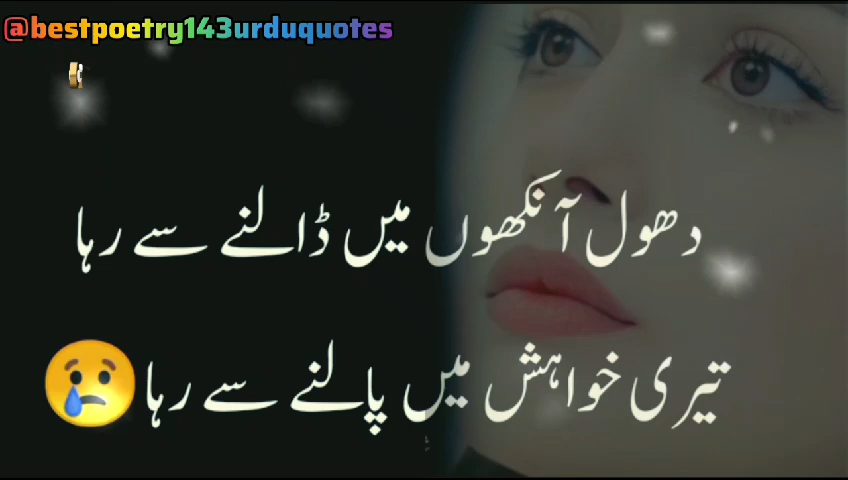 @bestpoetry143urduquotes
دھول آنکھوں میں ڈالنے سے رہا
تیری خواہش میں پالنے سے رہا